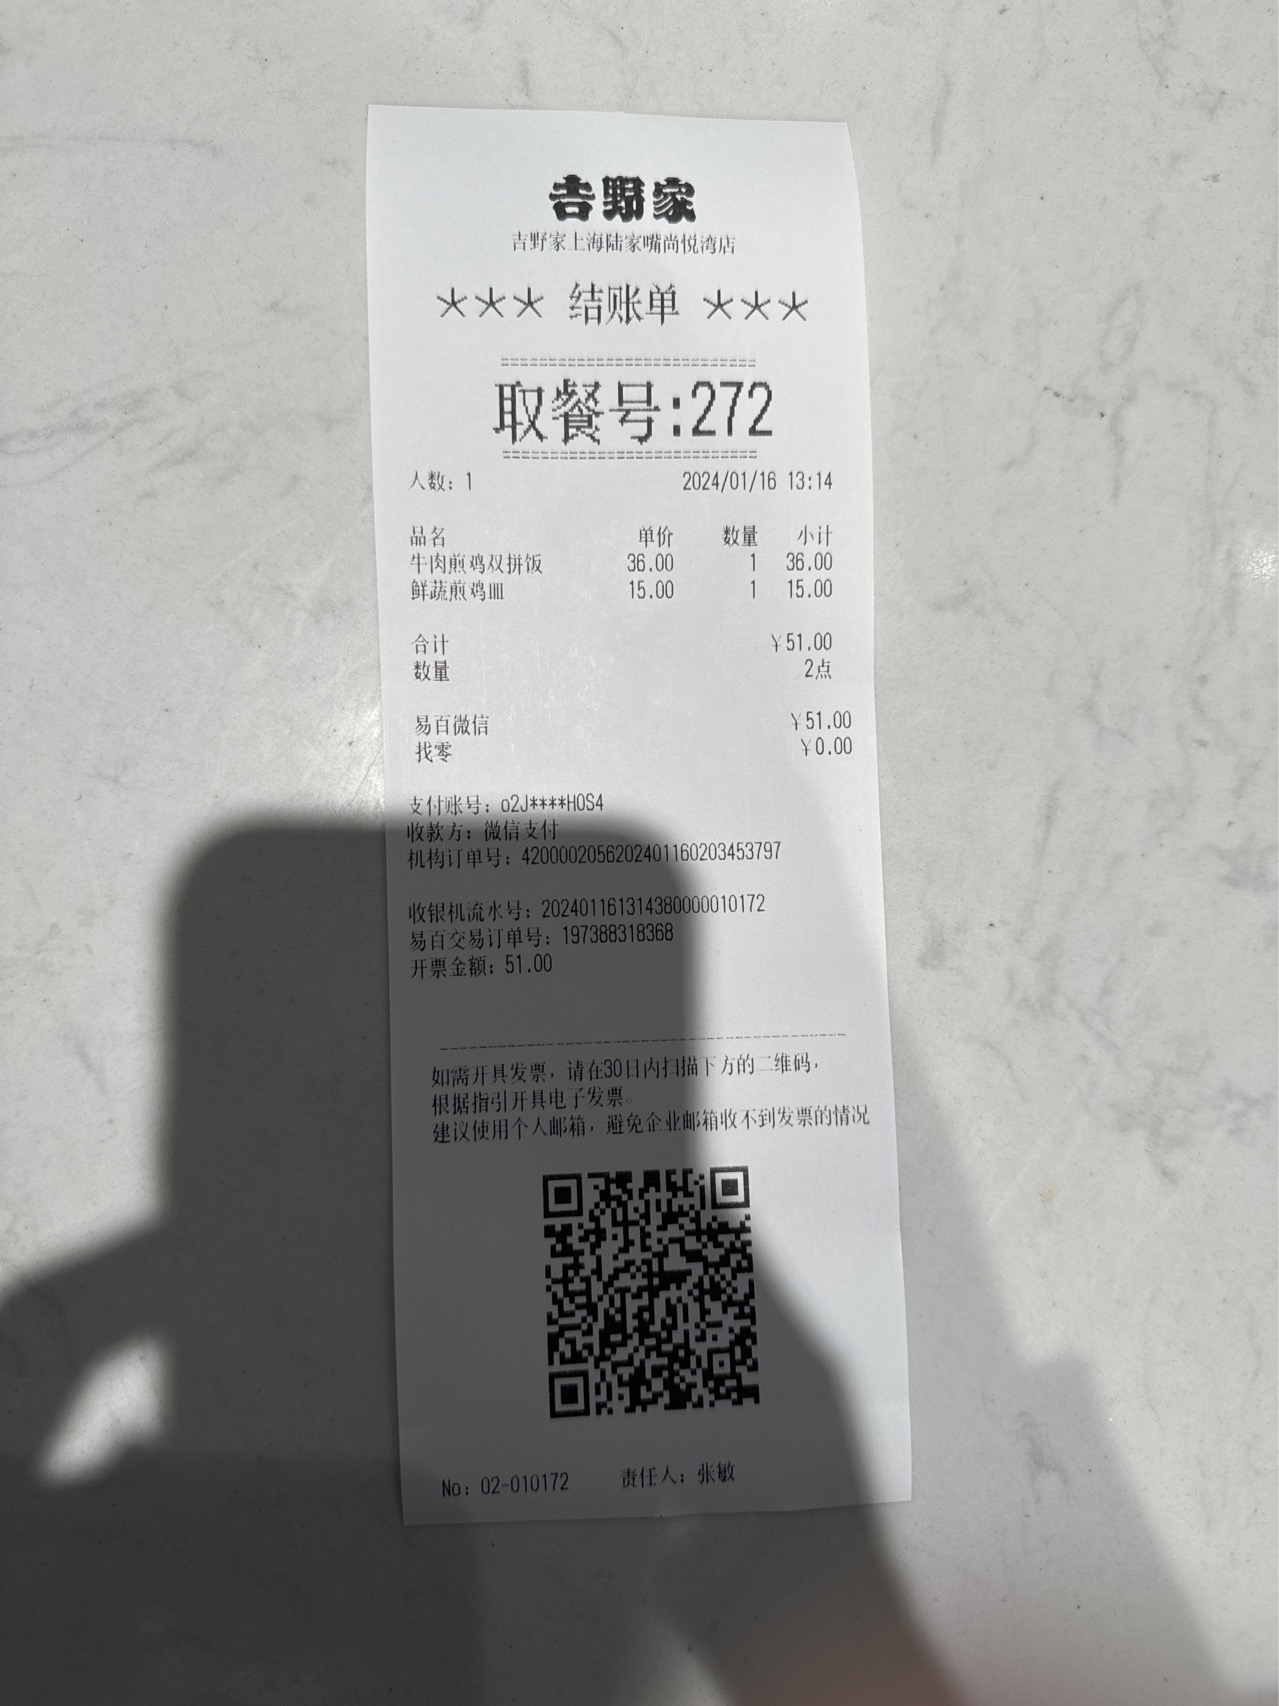 吉野家
吉野家上海陆家嘴尚悦湾店
*** 结账单 ***
==========================
取餐号:272
==========================
人数：1 2024/01/16 13:14
品名 单价 数量 小计
牛肉煎鸡双拼饭 36.00 1 36.00
鲜蔬煎鸡皿 15.00 1 15.00
合计 ￥51.00
数量 2点
易百微信 ￥51.00
找零 ￥0.00
支付账号：o2J****H0S4
收款方：微信支付
机构订单号：4200002056202401160203453797
收银机流水号：202401161314380000010172
易百交易订单号：197388318368
开票金额：51.00
如需开具发票，请在30日内扫描下方的二维码，
根据指引开具电子发票。
建议使用个人邮箱，避免企业邮箱收不到发票的情况
No：02-010172 责任人：张敏